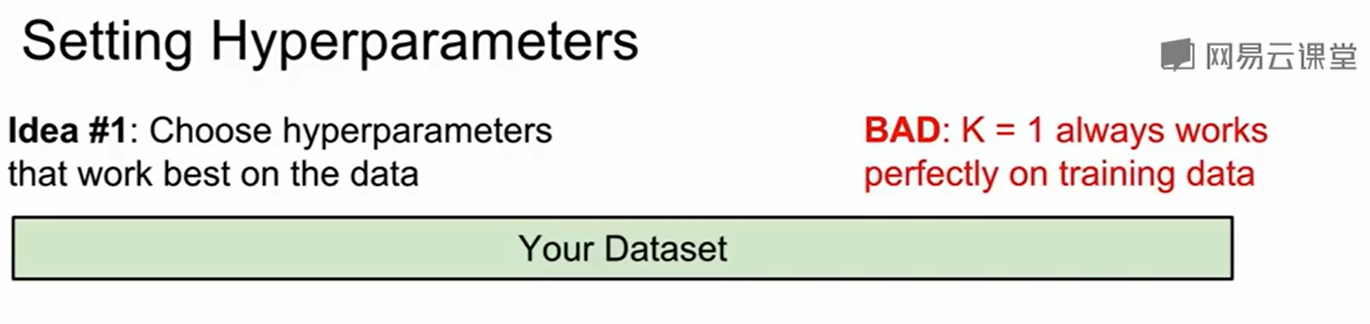 Setting Hyperparameters
网易云课堂
Idea #1: Choose hyperparameters
that work best on the data
BAD: K = 1 always works
perfectly on training data
Your Dataset